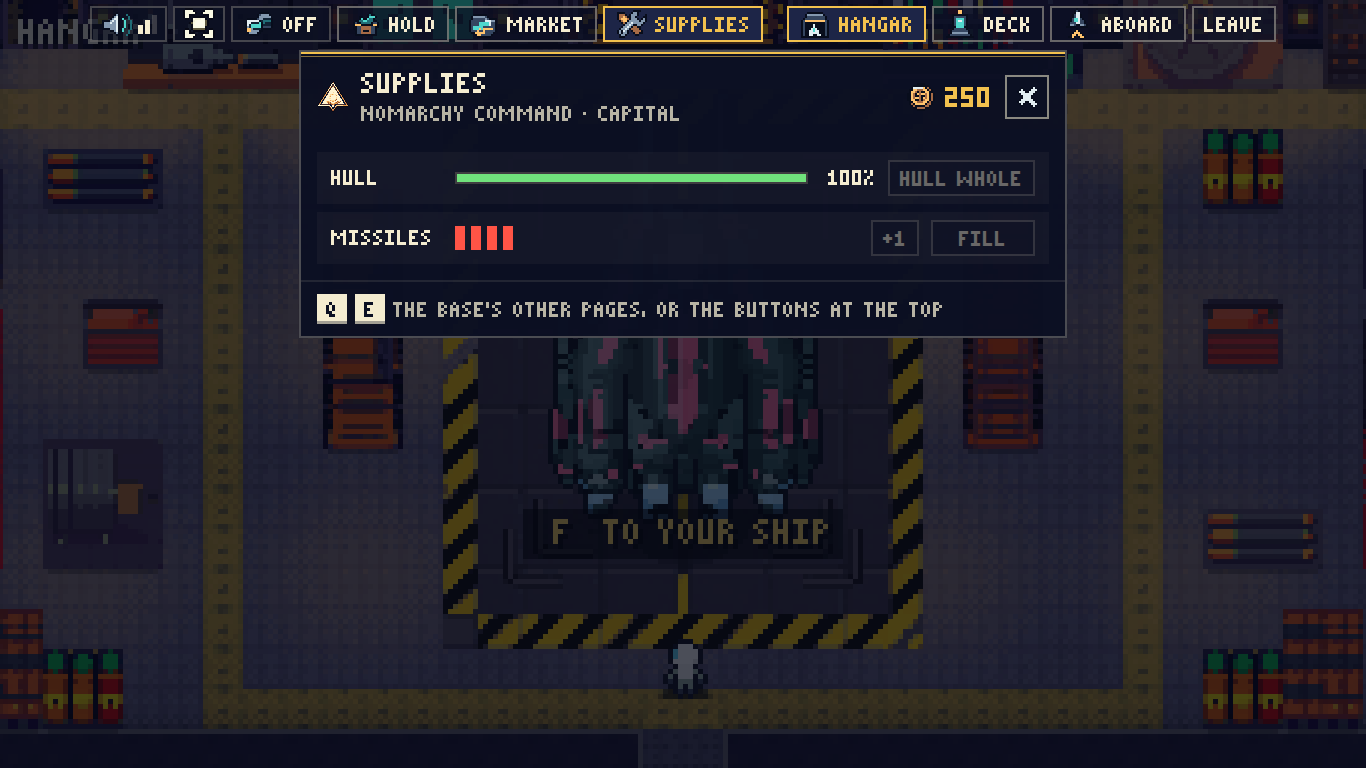 HANGAR
OFF
HOLD
MARKET
SUPPLIES
HANGAR
DECK
ABOARD
LEAVE
SUPPLIES
NOMARCHY COMMAND · CAPITAL
250
HULL
100%
HULL WHOLE
MISSILES
+1
FILL
Q E THE BASE'S OTHER PAGES, OR THE BUTTONS AT THE TOP
F TO YOUR SHIP